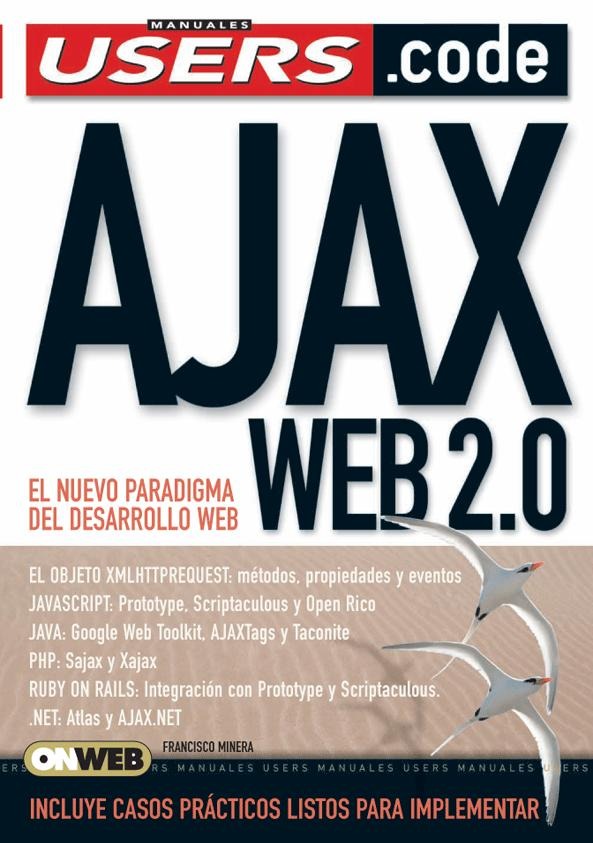 MANUALES
USERS .code
AJAX
WEB 2.0
EL NUEVO PARADIGMA
DEL DESARROLLO WEB
EL OBJETO XMLHTTPREQUEST: métodos, propiedades y eventos
JAVASCRIPT: Prototype, Scriptaculous y Open Rico
JAVA: Google Web Toolkit, AJAXTags y Taconite
PHP: Sajax y Xajax
RUBY ON RAILS: Integración con Prototype y Scriptaculous.
.NET: Atlas y AJAX.NET
FRANCISCO MINERA
ONWEB
ERS RS MANUALES USERS MANUALES USERS MANUALES USERS MANUALES USERS
INCLUYE CASOS PRÁCTICOS LISTOS PARA IMPLEMENTAR